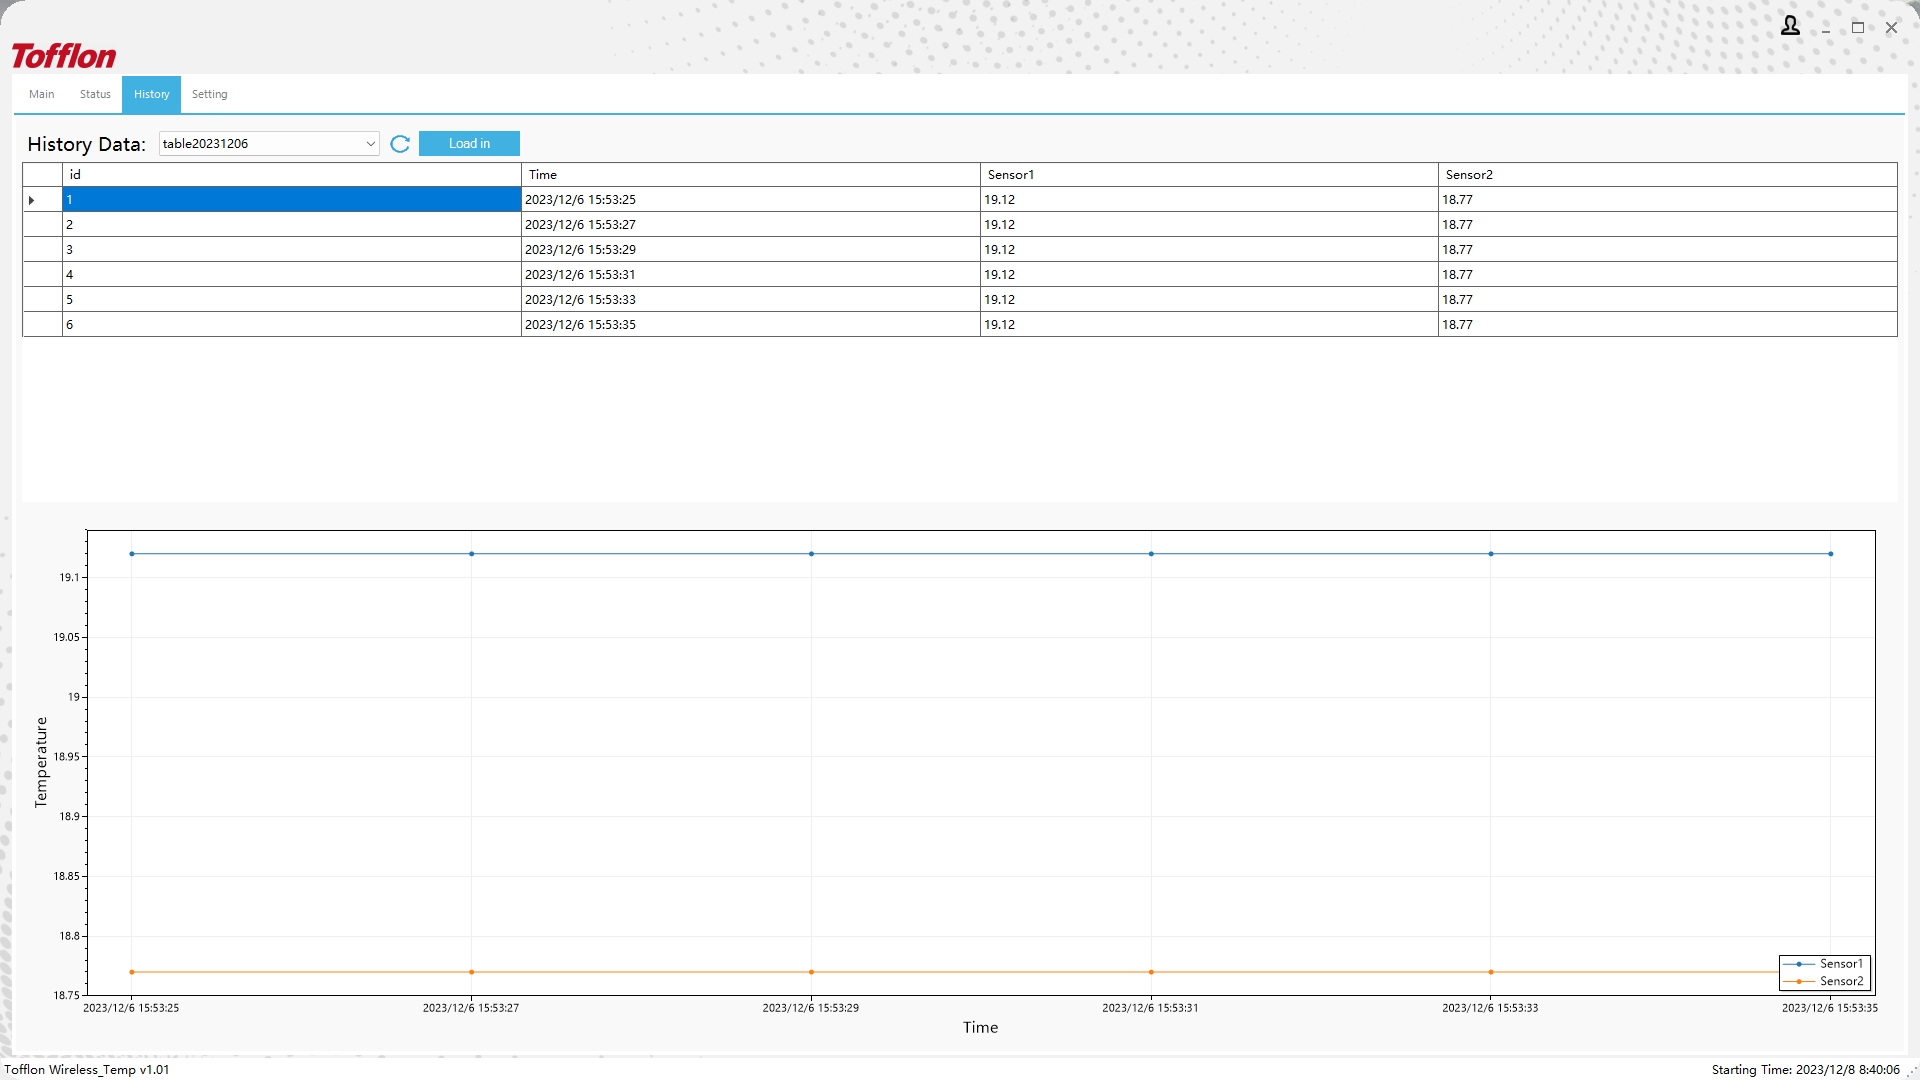 Tofflon
Main Status History Setting
History Data: table20231206 Load in
id Time Sensor1 Sensor2
1 2023/12/6 15:53:25 19.12 18.77
2 2023/12/6 15:53:27 19.12 18.77
3 2023/12/6 15:53:29 19.12 18.77
4 2023/12/6 15:53:31 19.12 18.77
5 2023/12/6 15:53:33 19.12 18.77
6 2023/12/6 15:53:35 19.12 18.77
19.1
19.05
19
18.95
18.9
18.85
18.8
18.75
Temperature
Sensor1
Sensor2
2023/12/6 15:53:25 2023/12/6 15:53:27 2023/12/6 15:53:29 2023/12/6 15:53:31 2023/12/6 15:53:33 2023/12/6 15:53:35
Time
Tofflon Wireless_Temp v1.01 Starting Time: 2023/12/8 8:40:06